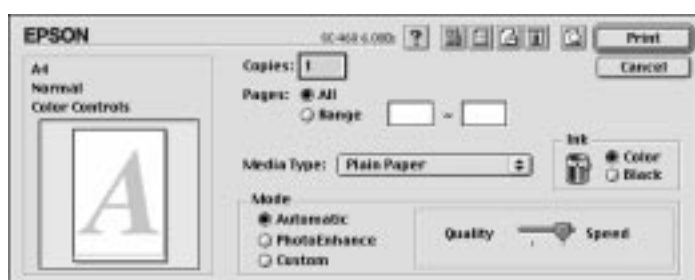 EPSON
Print
Cancel
A4
Normal
Color Controls
A
Copies: 1
Pages: All
Range ~
Media Type: Plain Paper
Ink
Color
Black
Mode
Automatic
PhotoEnhance
Custom
Quality Speed